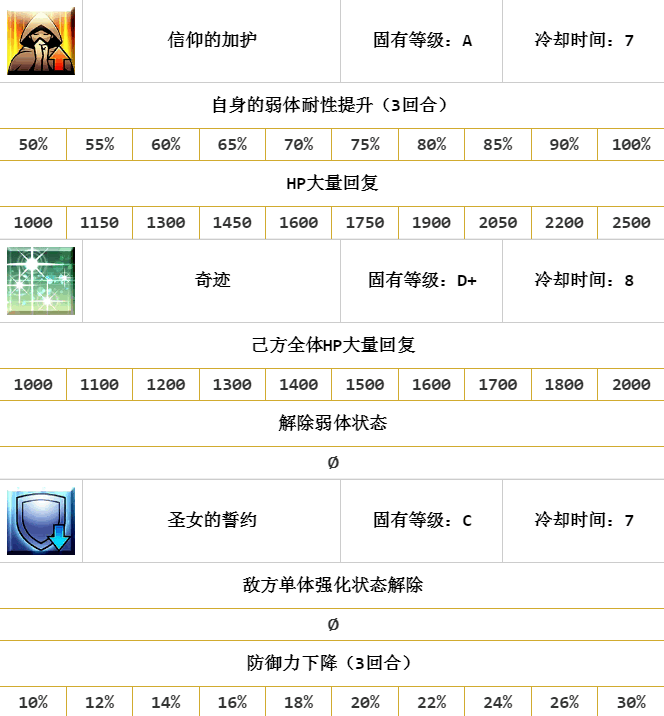 信仰的加护 固有等级：A 冷却时间：7
自身的弱体耐性提升（3回合）
50% 55% 60% 65% 70% 75% 80% 85% 90% 100%
HP大量回复
1000 1150 1300 1450 1600 1750 1900 2050 2200 2500
奇迹 固有等级：D+ 冷却时间：8
己方全体HP大量回复
1000 1100 1200 1300 1400 1500 1600 1700 1800 2000
解除弱体状态
Ø
圣女的誓约 固有等级：C 冷却时间：7
敌方单体强化状态解除
Ø
防御力下降（3回合）
10% 12% 14% 16% 18% 20% 22% 24% 26% 30%